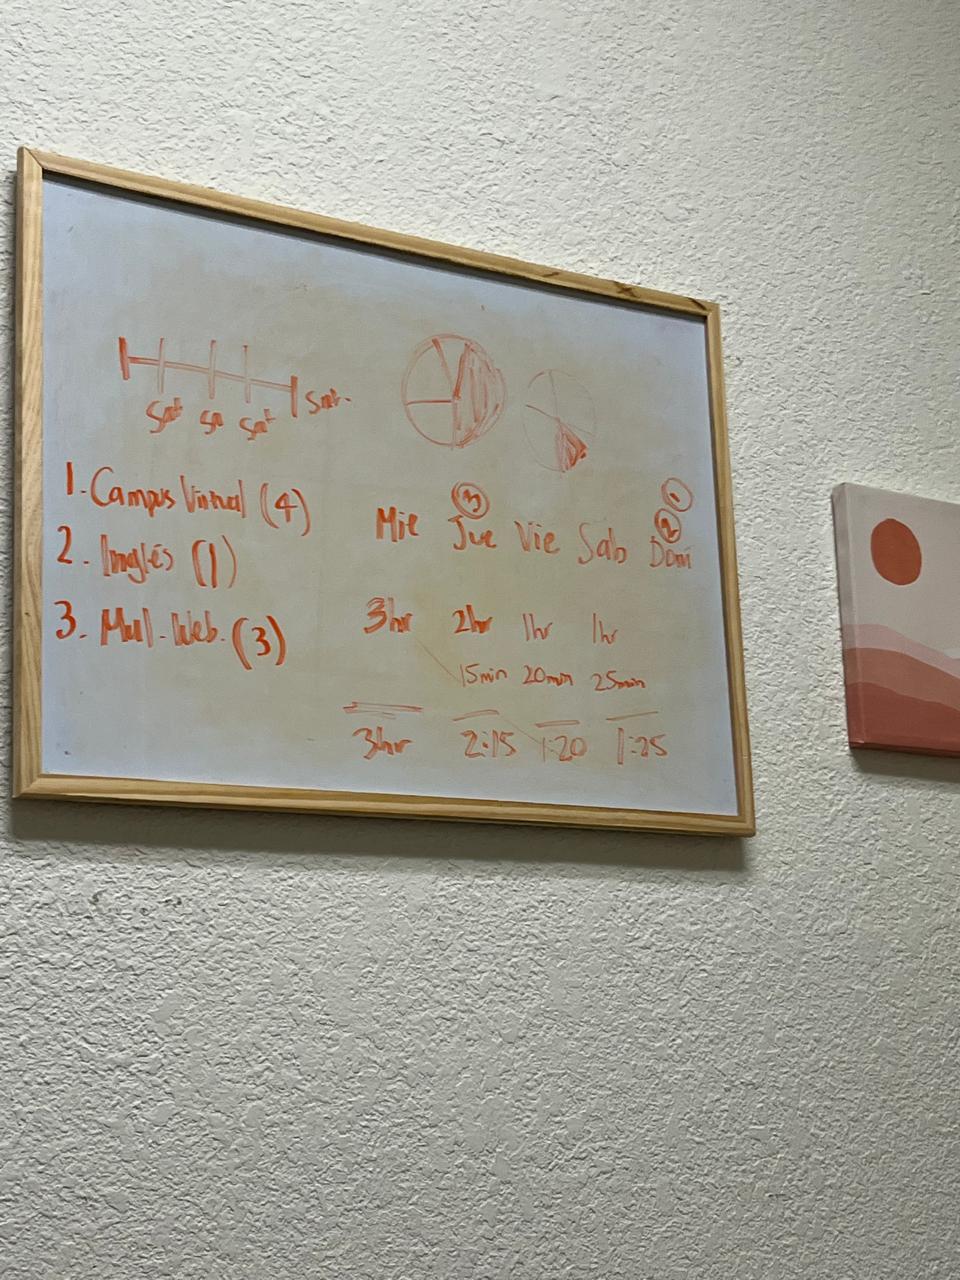 Sat Sa Sat Sat.
1. Campus Virtual (4)
2. Inglés (1)
3. Mul. Web. (3)
3 1
2
Mie Jue Vie Sab Dom
3hr 2hr 1hr 1hr
15min 20min 25min
3hr 2:15 1:20 1:25